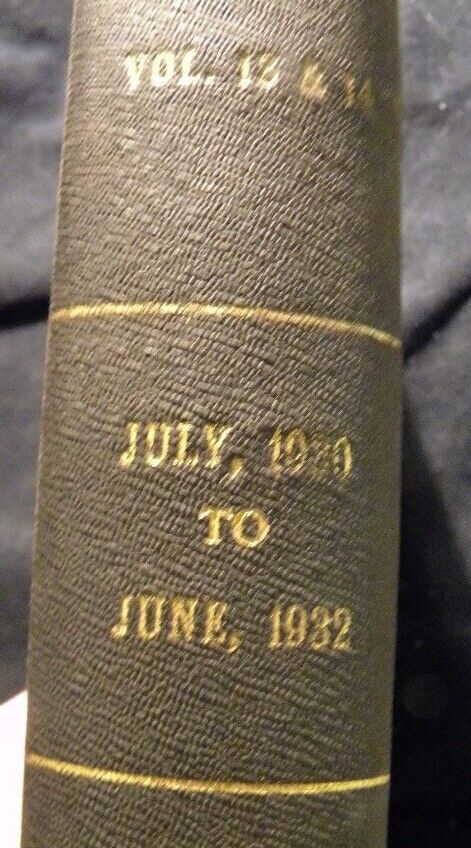 VOL. 13 & 14
JULY, 1930
TO
JUNE, 1932